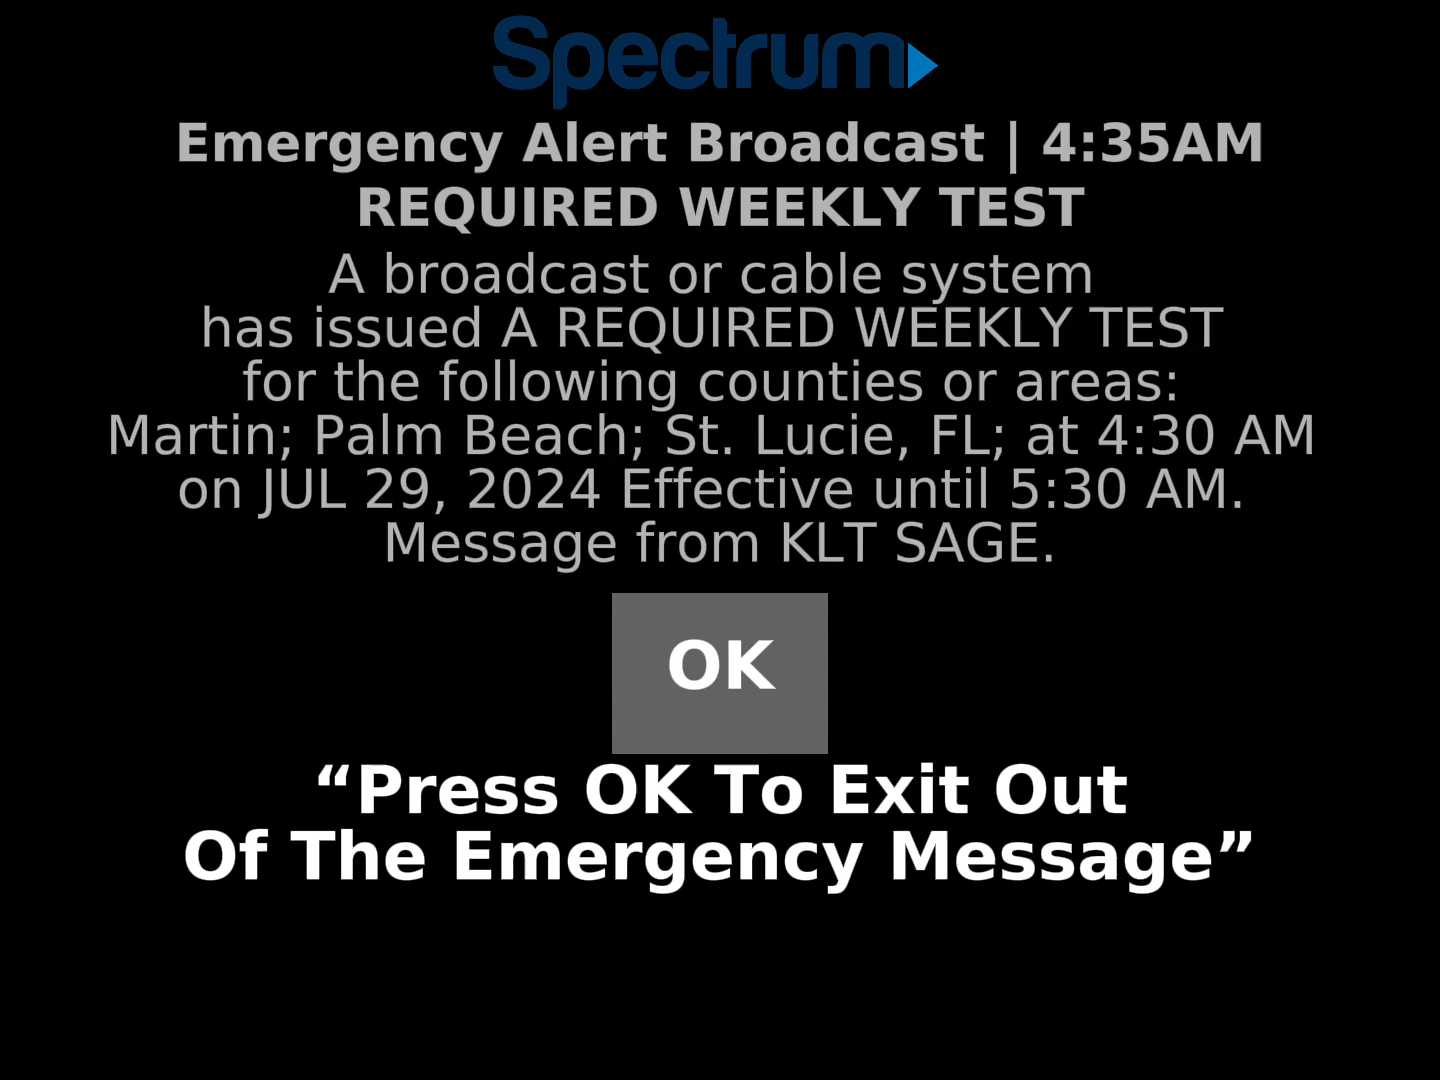 Spectrum
Emergency Alert Broadcast | 4:35AM
REQUIRED WEEKLY TEST
A broadcast or cable system
has issued A REQUIRED WEEKLY TEST
for the following counties or areas:
Martin; Palm Beach; St. Lucie, FL; at 4:30 AM
on JUL 29, 2024 Effective until 5:30 AM.
Message from KLT SAGE.
OK
“Press OK To Exit Out
Of The Emergency Message”